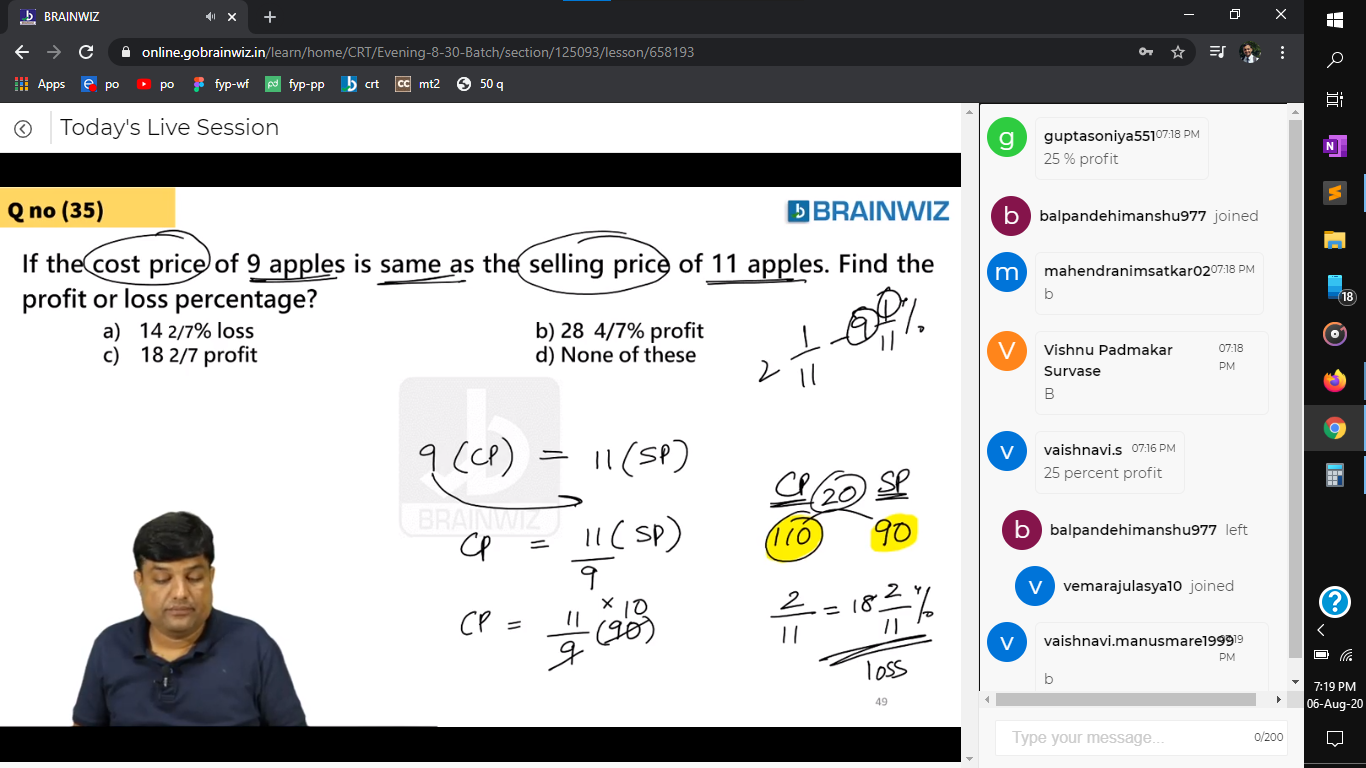 BRAINWIZ
online.gobrainwiz.in/learn/home/CRT/Evening-8-30-Batch/section/125093/lesson/658193
Apps po po fyp-wf fyp-pp crt CC mt2 50 q
Today's Live Session
Q no (35)
BRAINWIZ
If the cost price of 9 apples is same as the selling price of 11 apples. Find the
profit or loss percentage?
a) 14 2/7% loss
b) 28 4/7% profit
c) 18 2/7 profit
d) None of these
2 1/11 - 9 1/11 %
BRAINWIZ
9 (CP) = 11 (SP)
CP = 11/9 (SP)
CP = 11/9 (90) × 10
CP 20 SP
110 90
2/11 = 18 2/11 %
loss
49
g
guptasoniya551 07:18 PM
25 % profit
b
balpandehimanshu977 joined
m
mahendranimsatkar02 07:18 PM
b
V
Vishnu Padmakar Survase 07:18 PM
B
v
vaishnavi.s 07:16 PM
25 percent profit
b
balpandehimanshu977 left
v
vemarajulasya10 joined
v
vaishnavi.manusmare1999 07:19 PM
b
Type your message... 0/200
N
18
?
7:19 PM
06-Aug-20